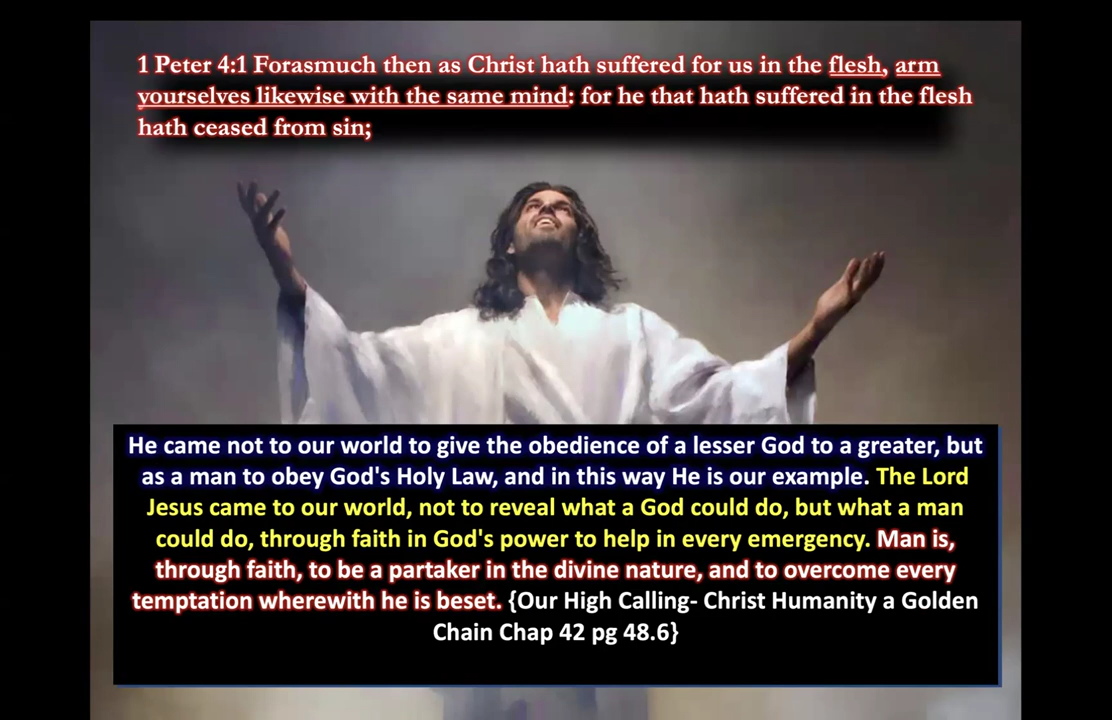 1 Peter 4:1 Forasmuch then as Christ hath suffered for us in the flesh, arm
yourselves likewise with the same mind: for he that hath suffered in the flesh
hath ceased from sin;
He came not to our world to give the obedience of a lesser God to a greater, but
as a man to obey God's Holy Law, and in this way He is our example. The Lord
Jesus came to our world, not to reveal what a God could do, but what a man
could do, through faith in God's power to help in every emergency. Man is,
through faith, to be a partaker in the divine nature, and to overcome every
temptation wherewith he is beset. {Our High Calling- Christ Humanity a Golden
Chain Chap 42 pg 48.6}